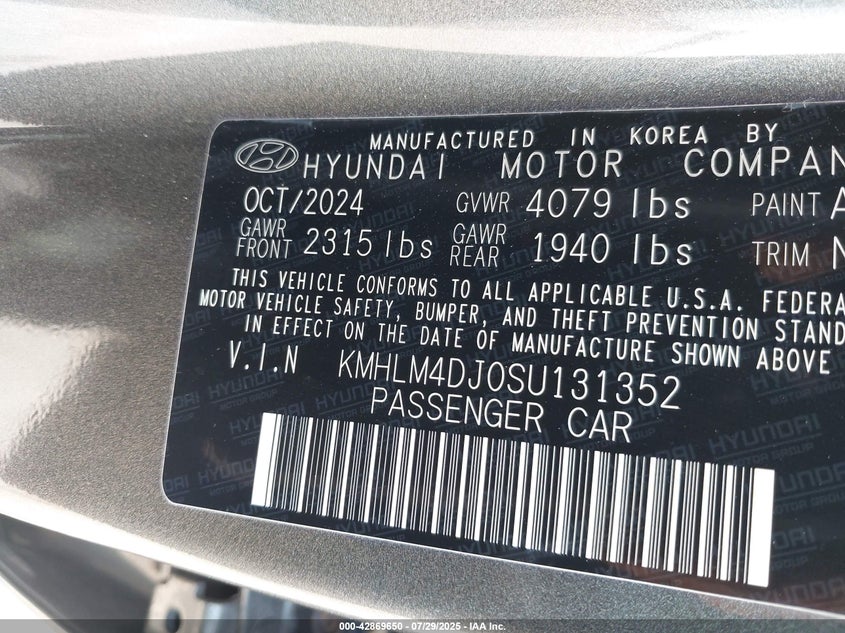 MANUFACTURED IN KOREA BY
HYUNDAI MOTOR COMPAN
OCT/2024 GVWR 4079 lbs PAINT A
GAWR FRONT 2315 lbs GAWR REAR 1940 lbs TRIM N
THIS VEHICLE CONFORMS TO ALL APPLICABLE U.S.A. FEDERA
MOTOR VEHICLE SAFETY, BUMPER, AND THEFT PREVENTION STAND
IN EFFECT ON THE DATE OF MANUFACTURE SHOWN ABOVE
V.I.N KMHLM4DJ0SU131352
PASSENGER CAR
000-42869650 - 07/29/2025 - IAA Inc.